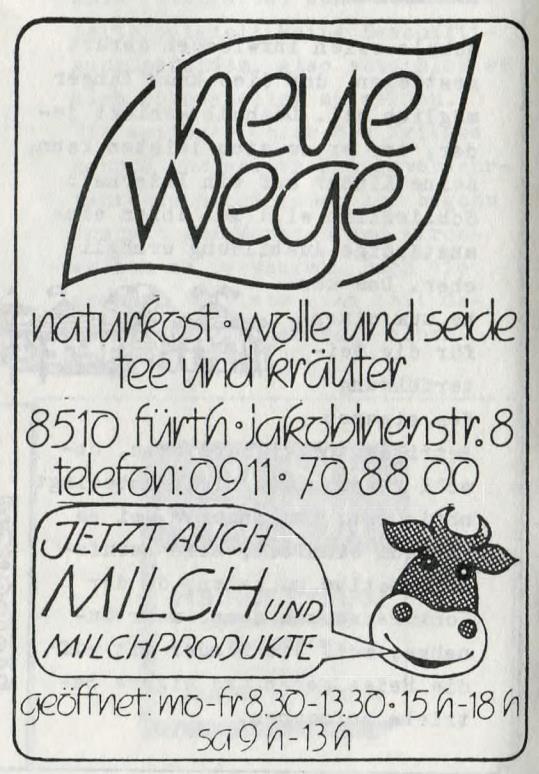 neue
Wege
naturkost · wolle und seide
tee und kräuter
8510 fürth · jakobinenstr. 8
telefon: 0911 · 70 88 00
JETZT AUCH
MILCH UND
MILCHPRODUKTE
geöffnet: mo-fr 8.30-13.30 · 15 h-18 h
sa 9 h-13 h